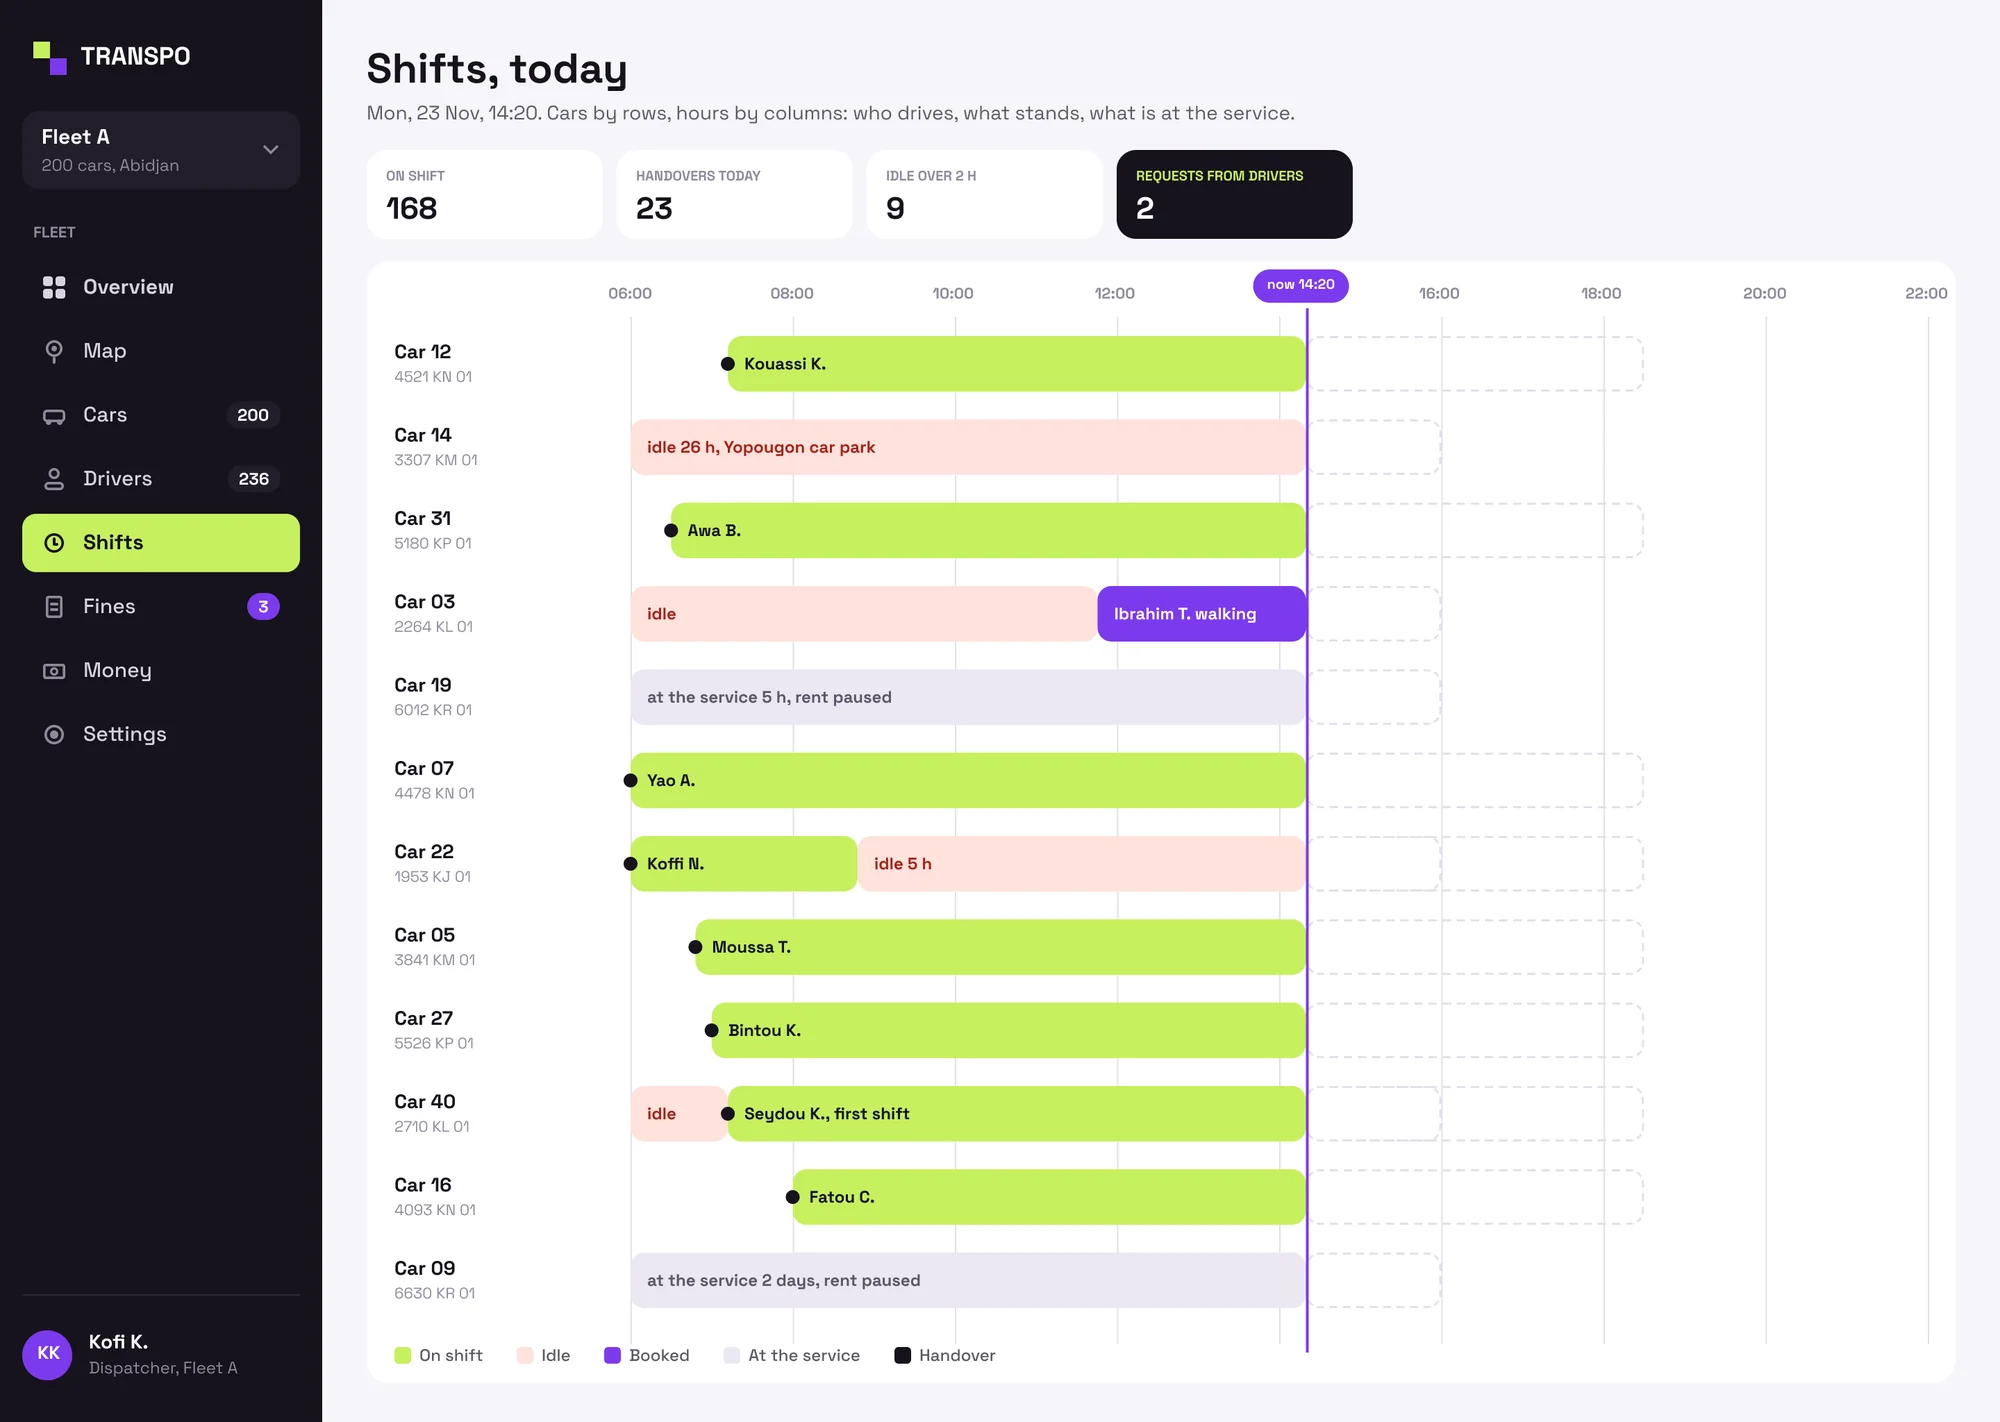 TRANSPO
Fleet A
200 cars, Abidjan
FLEET
Overview
Map
Cars 200
Drivers 236
Shifts
Fines 3
Money
Settings
KK
Kofi K.
Dispatcher, Fleet A
Shifts, today
Mon, 23 Nov, 14:20. Cars by rows, hours by columns: who drives, what stands, what is at the service.
ON SHIFT
168
HANDOVERS TODAY
23
IDLE OVER 2 H
9
REQUESTS FROM DRIVERS
2
06:00 08:00 10:00 12:00 now 14:20 16:00 18:00 20:00 22:00
Car 12
4521 KN 01
Kouassi K.
Car 14
3307 KM 01
idle 26 h, Yopougon car park
Car 31
5180 KP 01
Awa B.
Car 03
2264 KL 01
idle
Ibrahim T. walking
Car 19
6012 KR 01
at the service 5 h, rent paused
Car 07
4478 KN 01
Yao A.
Car 22
1953 KJ 01
Koffi N.
idle 5 h
Car 05
3841 KM 01
Moussa T.
Car 27
5526 KP 01
Bintou K.
Car 40
2710 KL 01
idle
Seydou K., first shift
Car 16
4093 KN 01
Fatou C.
Car 09
6630 KR 01
at the service 2 days, rent paused
On shift Idle Booked At the service Handover